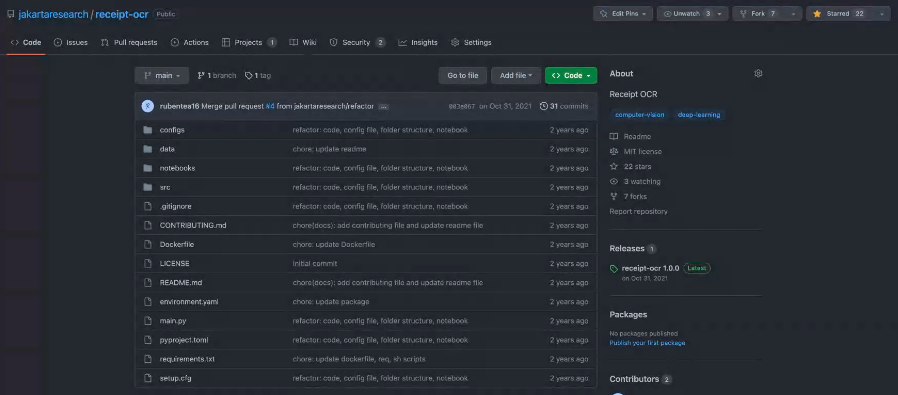 jakartaresearch / receipt-ocr Public
Edit Pins Unwatch 3 Fork 7 Starred 22
Code Issues Pull requests Actions Projects 1 Wiki Security 2 Insights Settings
main 1 branch 1 tag Go to file Add file Code
rubentea16 Merge pull request #4 from jakartaresearch/refactor ... on Oct 31, 2021 31 commits
configs refactor: code, config file, folder structure, notebook 2 years ago
data chore: update readme 2 years ago
notebooks refactor: code, config file, folder structure, notebook 2 years ago
src refactor: code, config file, folder structure, notebook 2 years ago
.gitignore refactor: code, config file, folder structure, notebook 2 years ago
CONTRIBUTING.md chore(docs): add contributing file and update readme file 2 years ago
Dockerfile chore: update Dockerfile 2 years ago
LICENSE Initial commit 2 years ago
README.md chore(docs): add contributing file and update readme file 2 years ago
environment.yaml chore: update package 2 years ago
main.py refactor: code, config file, folder structure, notebook 2 years ago
pyproject.toml refactor: code, config file, folder structure, notebook 2 years ago
requirements.txt chore: update dockerfile, req, sh scripts 2 years ago
setup.cfg refactor: code, config file, folder structure, notebook 2 years ago
About
Receipt OCR
computer-vision deep-learning
Readme
MIT license
22 stars
3 watching
7 forks
Report repository
Releases 1
receipt-ocr 1.0.0 Latest
on Oct 31, 2021
Packages
No packages published
Publish your first package
Contributors 2